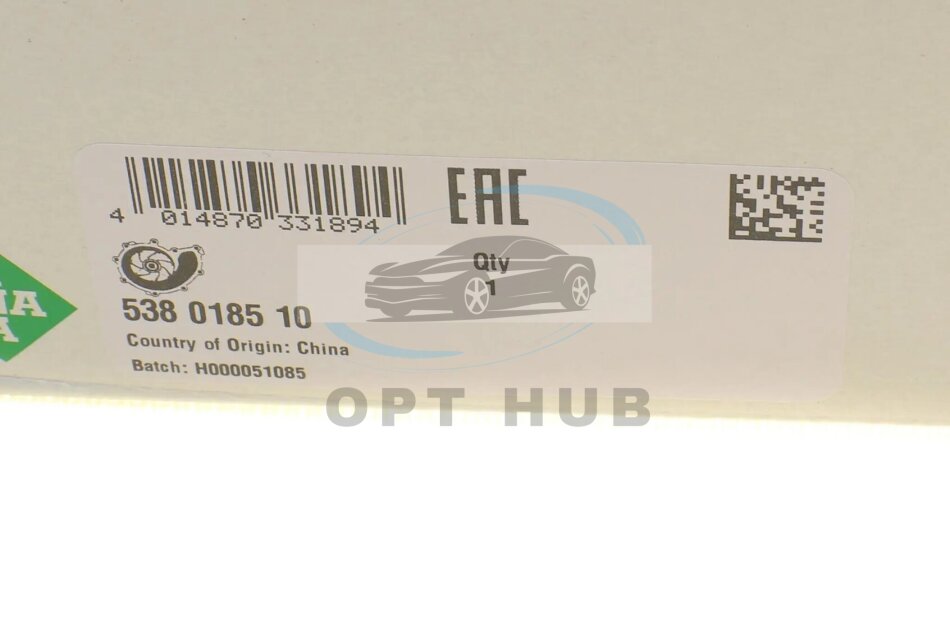 EAC
4 014870 331894
Qty
1
538 0185 10
Country of Origin: China
Batch: H000051085
OPT HUB